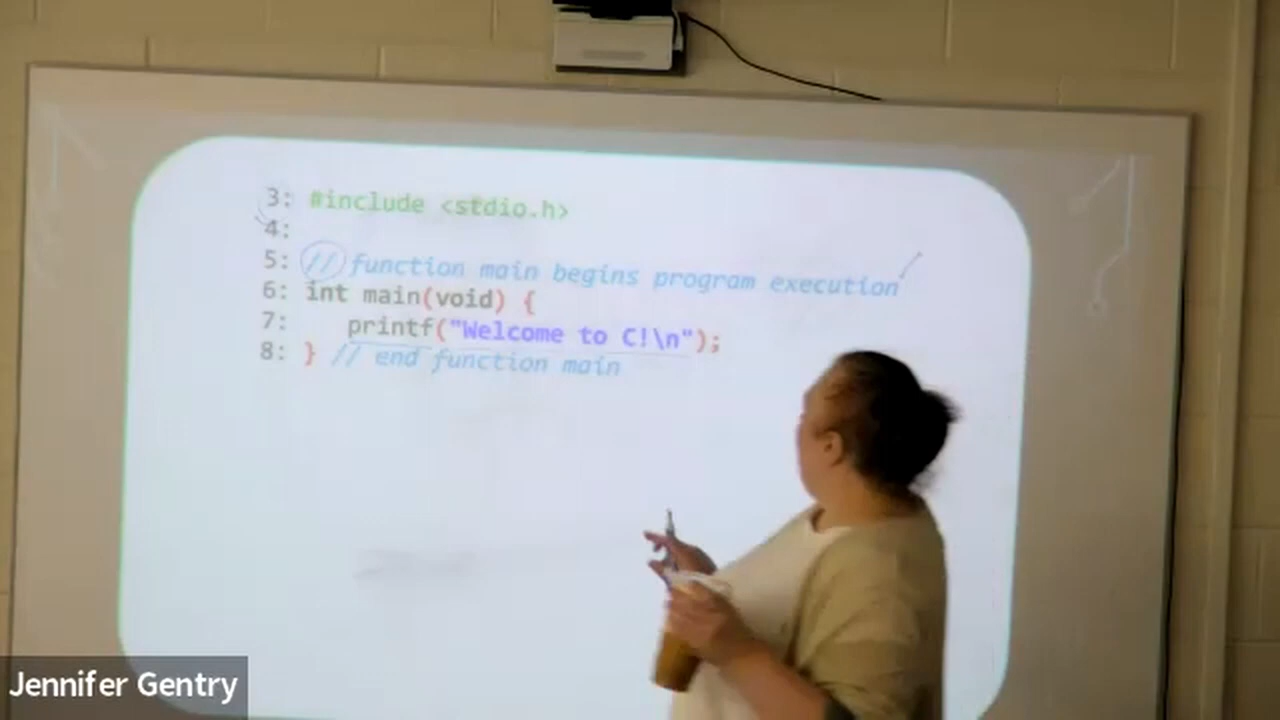 3: #include <stdio.h>
4:
5: // function main begins program execution
6: int main(void) {
7: printf("Welcome to C!\n");
8: } // end function main
Jennifer Gentry